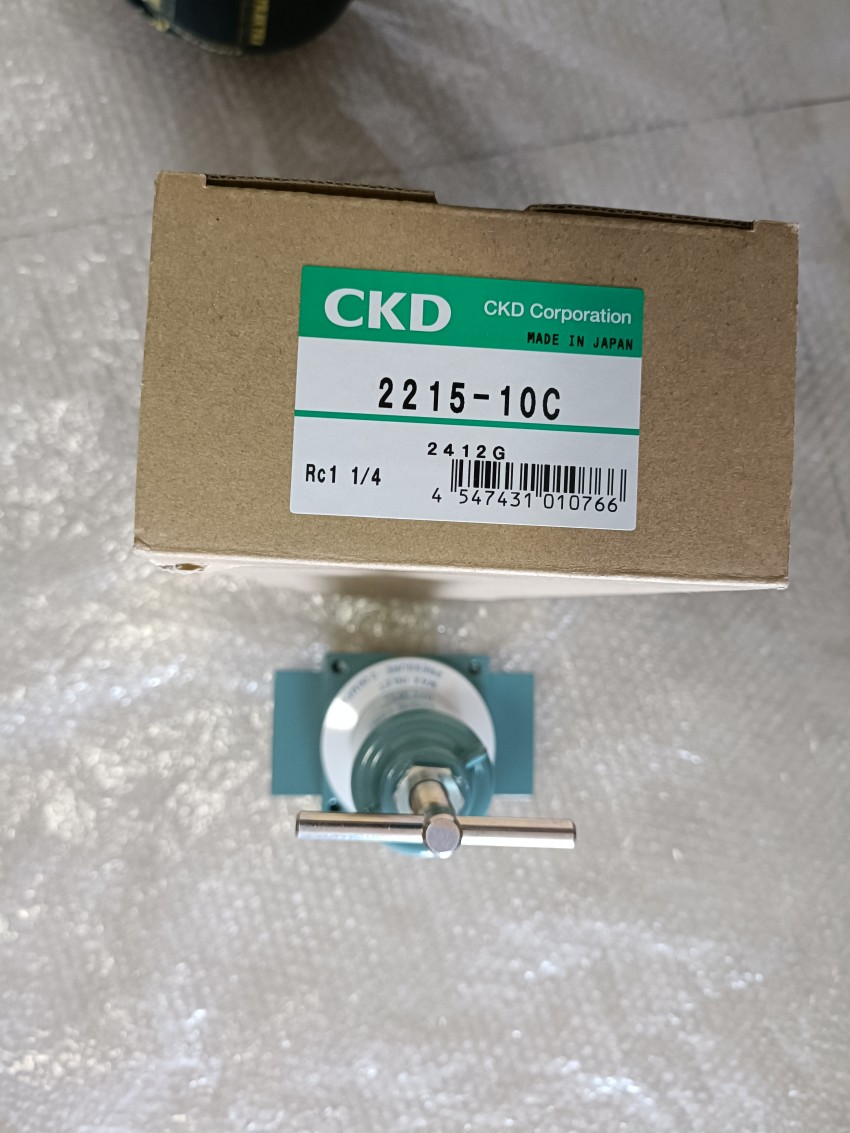 CKD
CKD Corporation
MADE IN JAPAN
2215-10C
2412G
Rc1 1/4
4 547431 010766